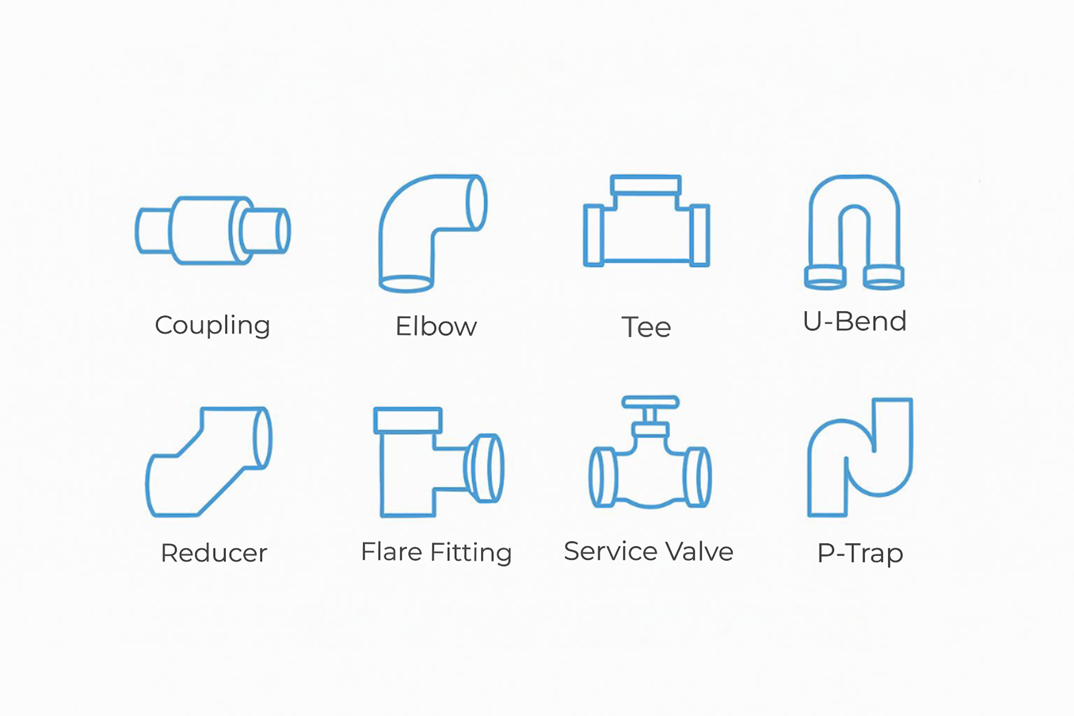 Coupling
Elbow
Tee
U-Bend
Reducer
Flare Fitting
Service Valve
P-Trap